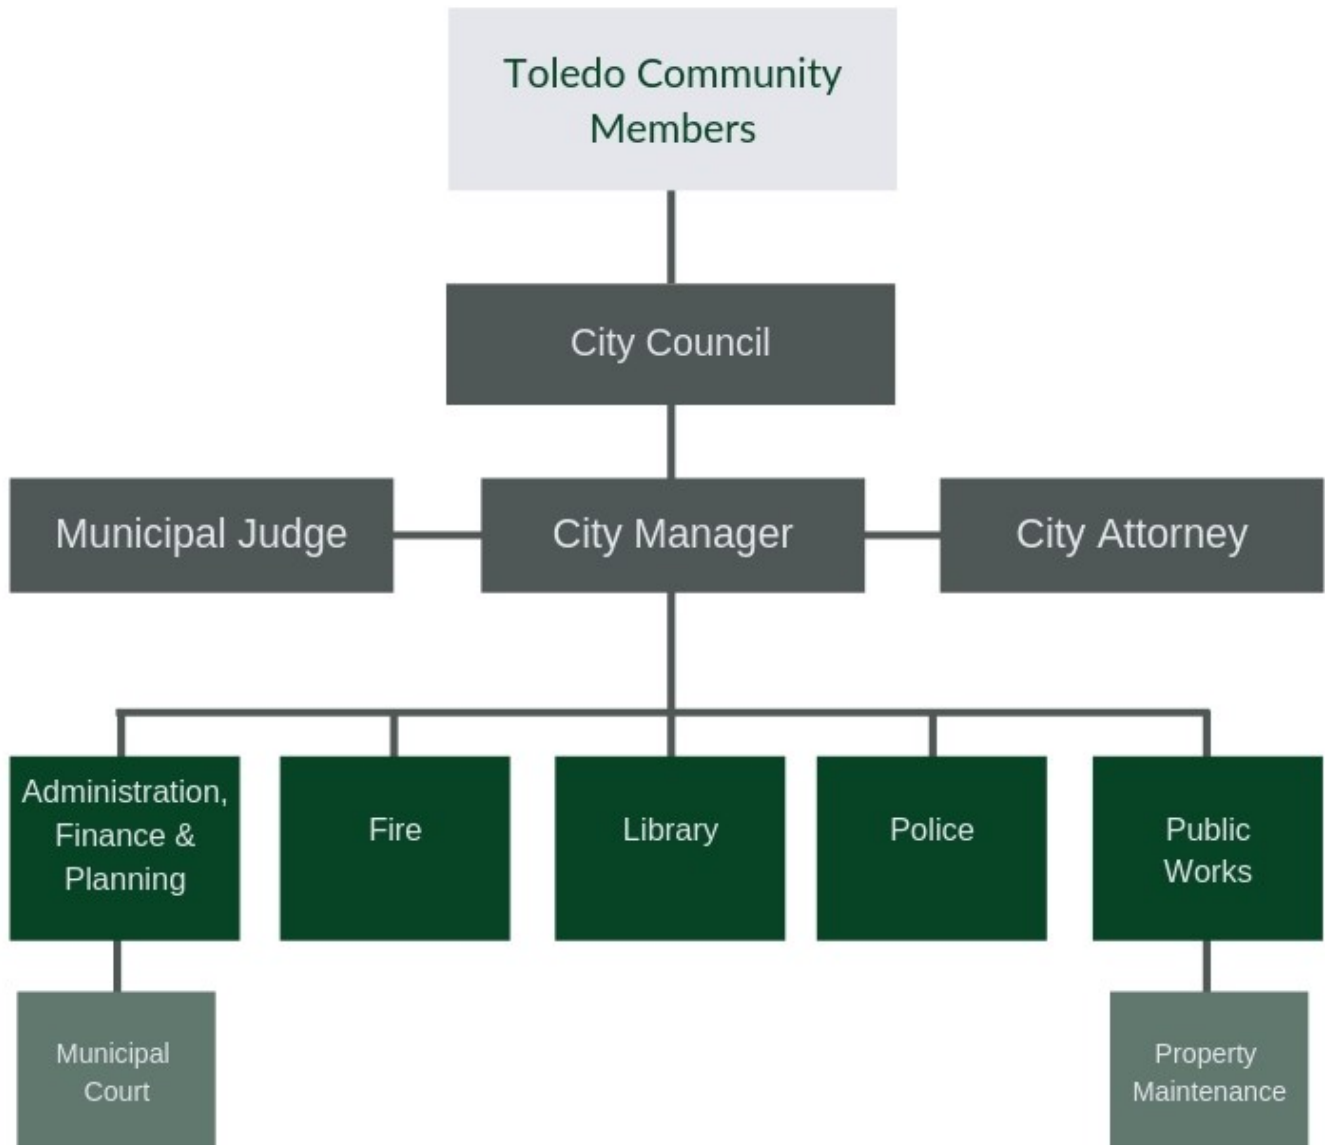 Toledo Community
Members
City Council
Municipal Judge
City Manager
City Attorney
Administration,
Finance &
Planning
Fire
Library
Police
Public
Works
Municipal
Court
Property
Maintenance